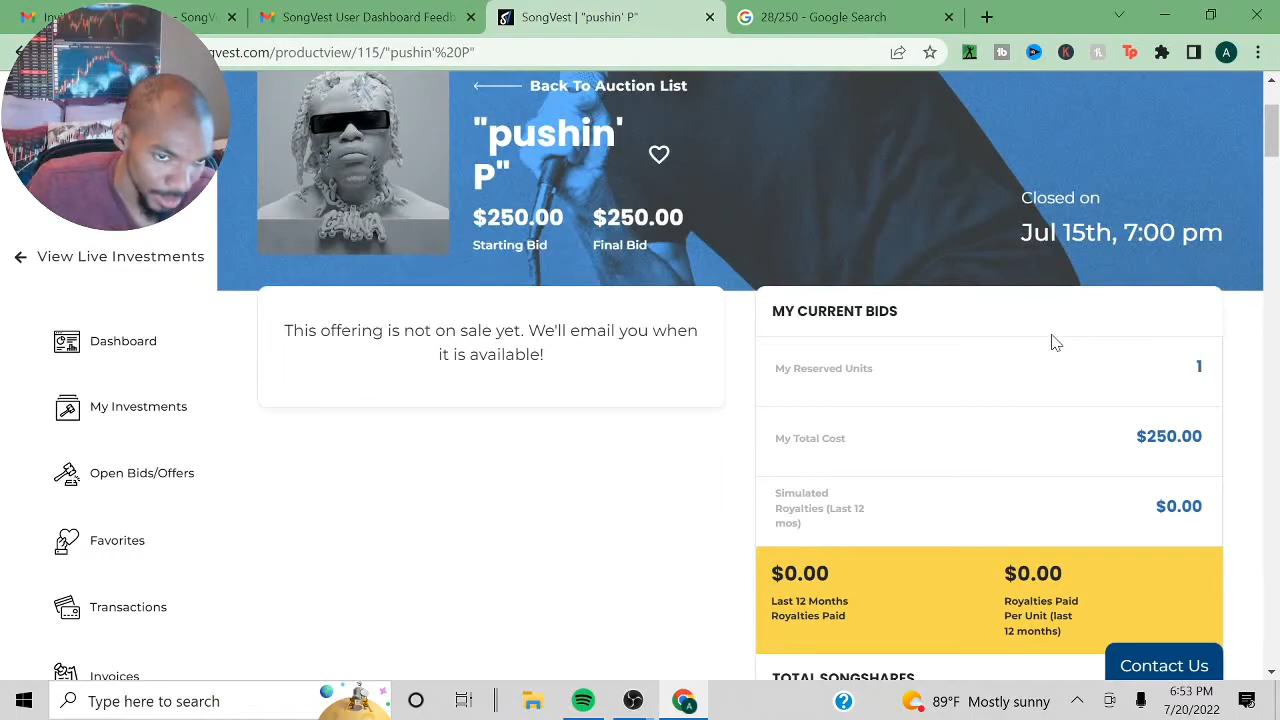 SongVest User Dashboard Feedb
SongVest | "pushin' P"
28/250 - Google Search
vest.com/productview/115/"pushin'%20P"
Back To Auction List
"pushin'
P"
$250.00 $250.00
Starting Bid Final Bid
Closed on
Jul 15th, 7:00 pm
View Live Investments
Dashboard
My Investments
Open Bids/Offers
Favorites
Transactions
Invoices
This offering is not on sale yet. We'll email you when
it is available!
MY CURRENT BIDS
My Reserved Units 1
My Total Cost $250.00
Simulated
Royalties (Last 12
mos)
$0.00
$0.00 $0.00
Last 12 Months
Royalties Paid
Royalties Paid
Per Unit (last
12 months)
TOTAL SONGSHARES
Contact Us
Type here to search
89°F Mostly sunny
6:53 PM
7/20/2022